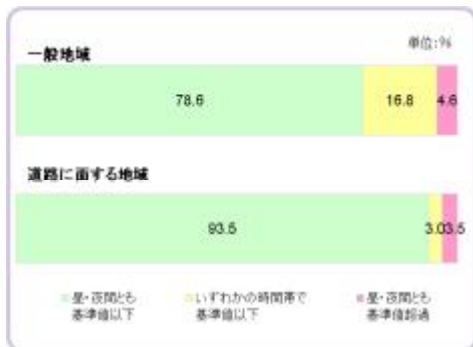 単位:%
一般地域
78.6 16.8 4.6
道路に面する地域
93.5 3.0 3.5
昼・夜間とも
基準値以下
いずれかの時間帯で
基準値以下
昼・夜間とも
基準値超過